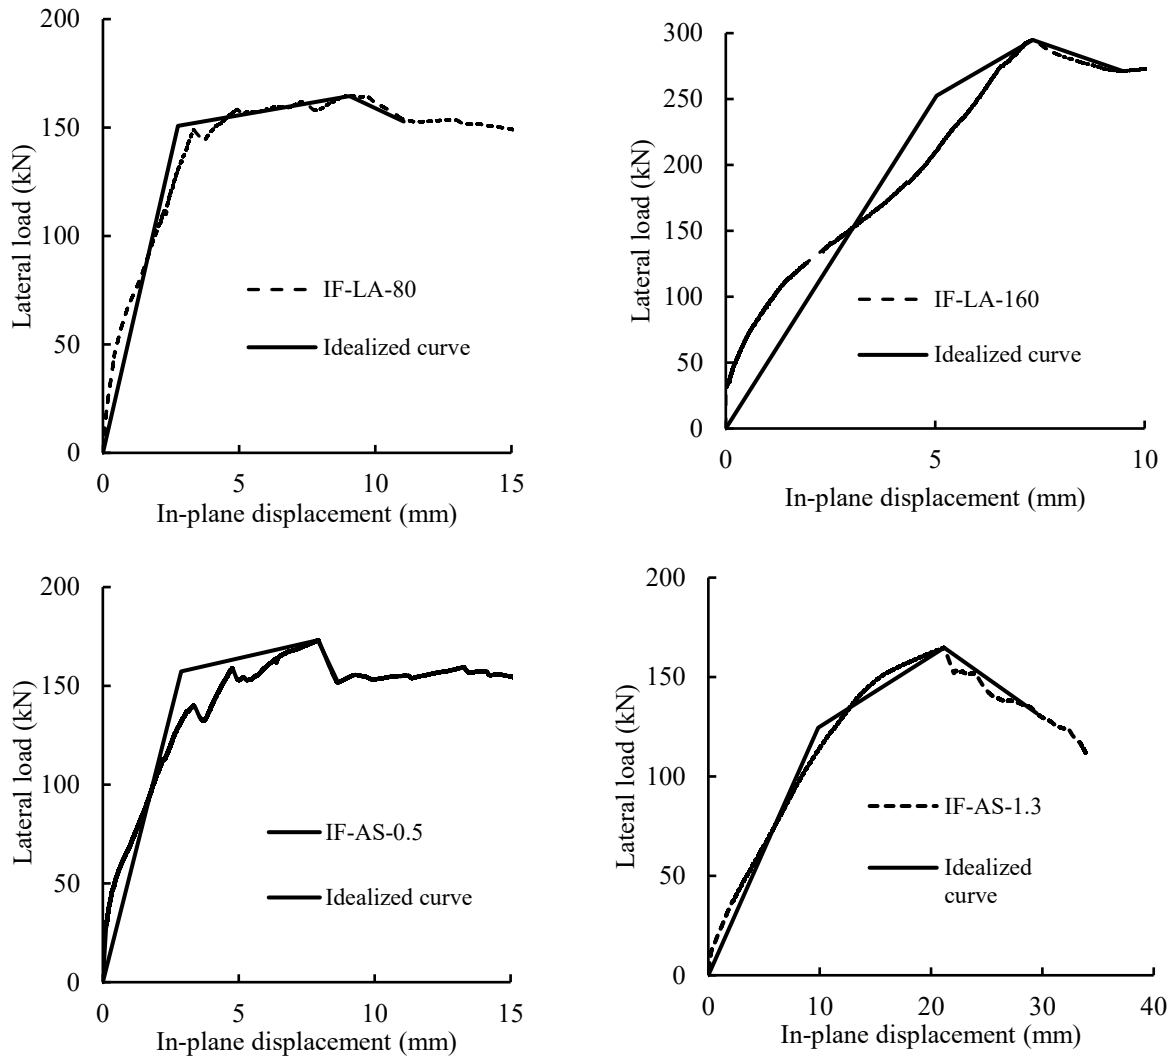 200
150
100
50
0
Lateral load (kN)
IF-LA-80
Idealized curve
0 5 10 15
In-plane displacement (mm)
300
250
200
150
100
50
0
Lateral load (kN)
IF-LA-160
Idealized curve
0 5 10
In-plane displacement (mm)
200
150
100
50
0
Lateral load (kN)
IF-AS-0.5
Idealized curve
0 5 10 15
In-plane displacement (mm)
200
150
100
50
0
Lateral load (kN)
IF-AS-1.3
Idealized
curve
0 10 20 30 40
In-plane displacement (mm)